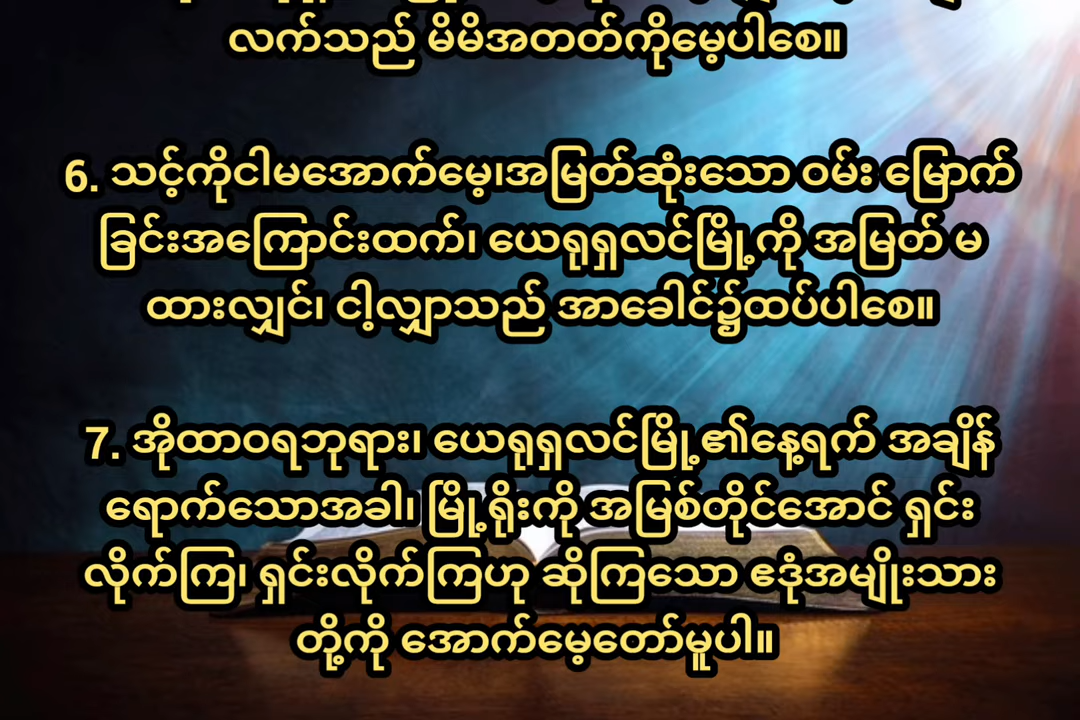 လက်သည် မိမိအတတ်ကိုမေ့ပါစေ။
6. သင့်ကိုငါမအောက်မေ့၊အမြတ်ဆုံးသော ဝမ်း မြောက်
ခြင်းအကြောင်းထက်၊ ယေရုရှလင်မြို့ကို အမြတ် မ
ထားလျှင်၊ ငါ့လျှာသည် အာခေါင်၌ထပ်ပါစေ။
7. အိုထာဝရဘုရား၊ ယေရုရှလင်မြို့၏နေ့ရက် အချိန်
ရောက်သောအခါ၊ မြို့ရိုးကို အမြစ်တိုင်အောင် ရှင်း
လိုက်ကြ၊ ရှင်းလိုက်ကြဟု ဆိုကြသော ဧဒုံအမျိုးသား
တို့ကို အောက်မေ့တော်မူပါ။